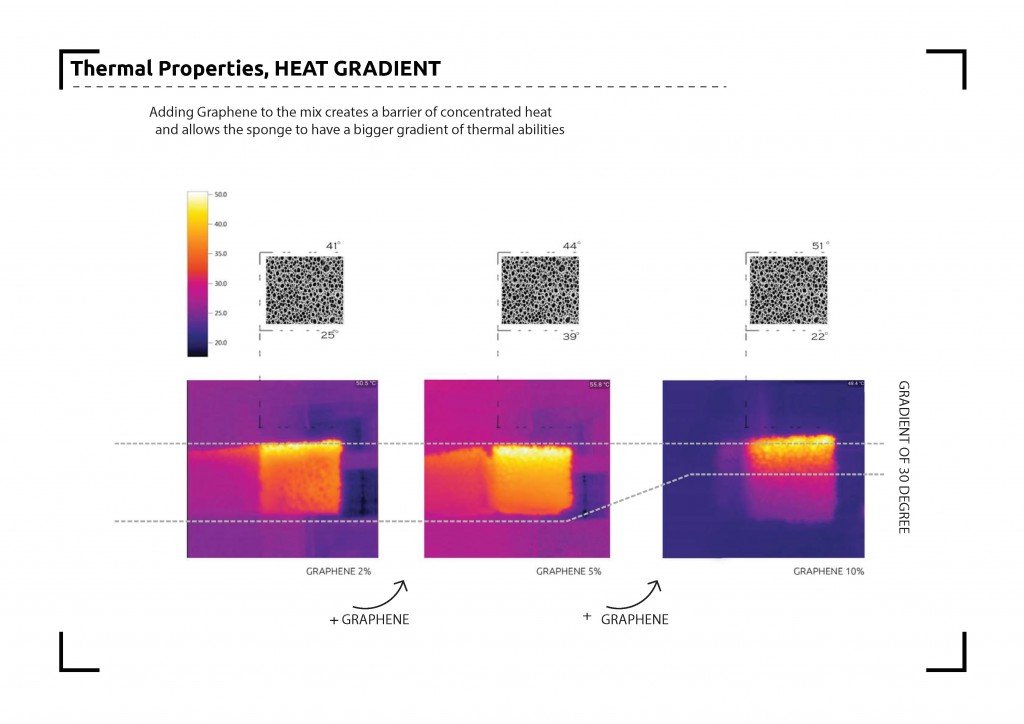 Thermal Properties, HEAT GRADIENT
Adding Graphene to the mix creates a barrier of concentrated heat
and allows the sponge to have a bigger gradient of thermal abilities
50.0
40.0
35.0
30.0
25.0
20.0
41°
25°
44°
39°
51°
22°
50.5 °C
55.8 °C
48.4 °C
GRADIENT OF 30 DEGREE
GRAPHENE 2%
GRAPHENE 5%
GRAPHENE 10%
+ GRAPHENE
+ GRAPHENE